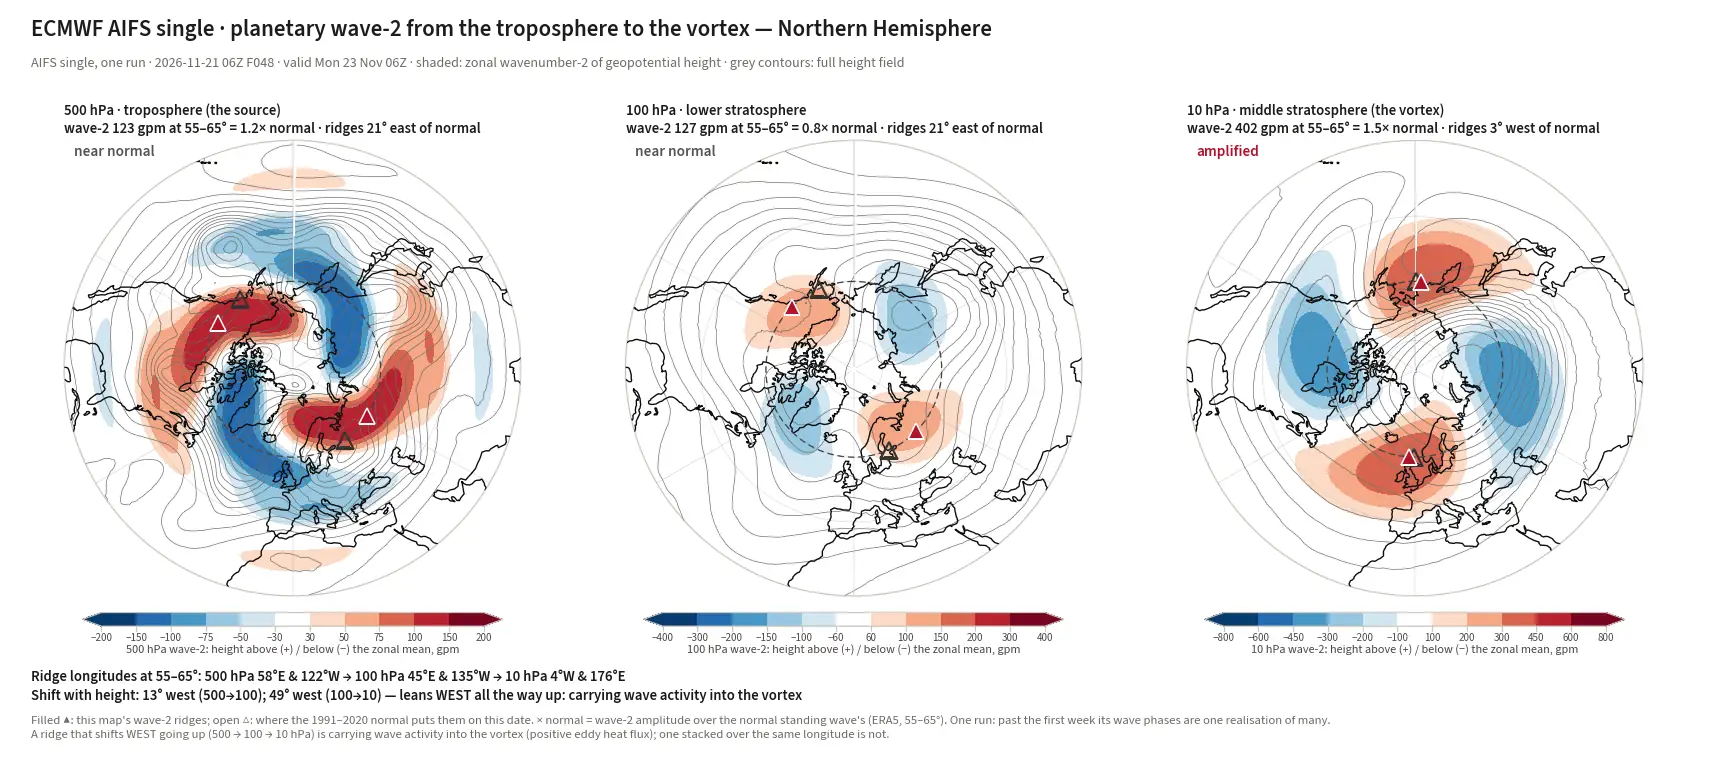 ECMWF AIFS single · planetary wave-2 from the troposphere to the vortex — Northern Hemisphere
AIFS single, one run · 2026-11-21 06Z F048 · valid Mon 23 Nov 06Z · shaded: zonal wavenumber-2 of geopotential height · grey contours: full height field
500 hPa · troposphere (the source)
wave-2 123 gpm at 55–65° = 1.2× normal · ridges 21° east of normal
near normal
100 hPa · lower stratosphere
wave-2 127 gpm at 55–65° = 0.8× normal · ridges 21° east of normal
near normal
10 hPa · middle stratosphere (the vortex)
wave-2 402 gpm at 55–65° = 1.5× normal · ridges 3° west of normal
amplified
−200 −150 −100 −75 −50 −30 30 50 75 100 150 200
500 hPa wave-2: height above (+) / below (−) the zonal mean, gpm
−400 −300 −200 −150 −100 −60 60 100 150 200 300 400
100 hPa wave-2: height above (+) / below (−) the zonal mean, gpm
−800 −600 −450 −300 −200 −100 100 200 300 450 600 800
10 hPa wave-2: height above (+) / below (−) the zonal mean, gpm
Ridge longitudes at 55–65°: 500 hPa 58°E & 122°W → 100 hPa 45°E & 135°W → 10 hPa 4°W & 176°E
Shift with height: 13° west (500→100); 49° west (100→10) — leans WEST all the way up: carrying wave activity into the vortex
Filled ▲: this map's wave-2 ridges; open △: where the 1991–2020 normal puts them on this date. × normal = wave-2 amplitude over the normal standing wave's (ERA5, 55–65°). One run: past the first week its wave phases are one realisation of many.
A ridge that shifts WEST going up (500 → 100 → 10 hPa) is carrying wave activity into the vortex (positive eddy heat flux); one stacked over the same longitude is not.